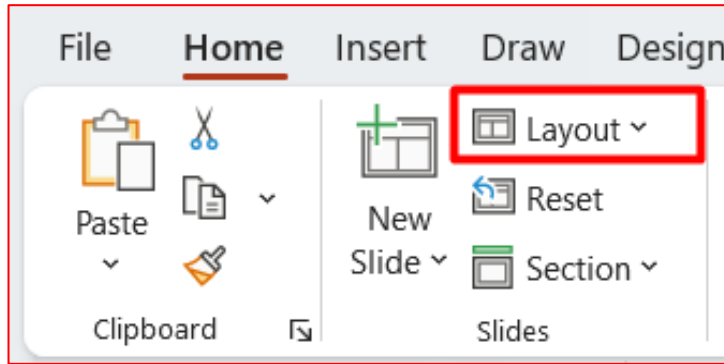 File Home Insert Draw Design
Paste
New
Slide
Layout
Reset
Section
Clipboard
Slides